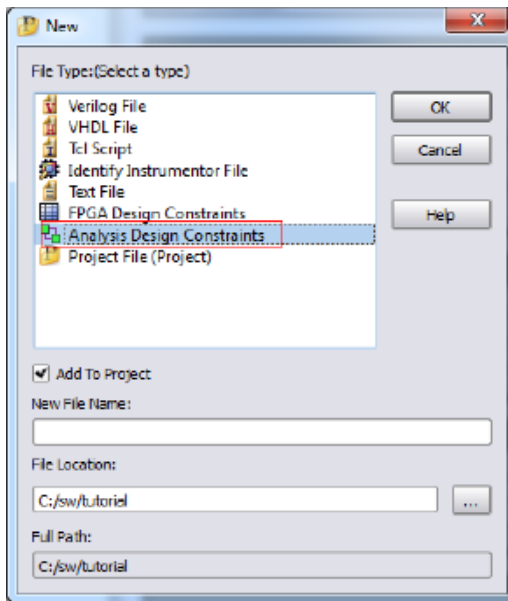 New
File Type:(Select a type)
Verilog File
VHDL File
Tcl Script
Identify Instrumentor File
Text File
FPGA Design Constraints
Analysis Design Constraints
Project File (Project)
OK
Cancel
Help
Add To Project
New File Name:
File Location:
C:/sw/tutorial
...
Full Path:
C:/sw/tutorial